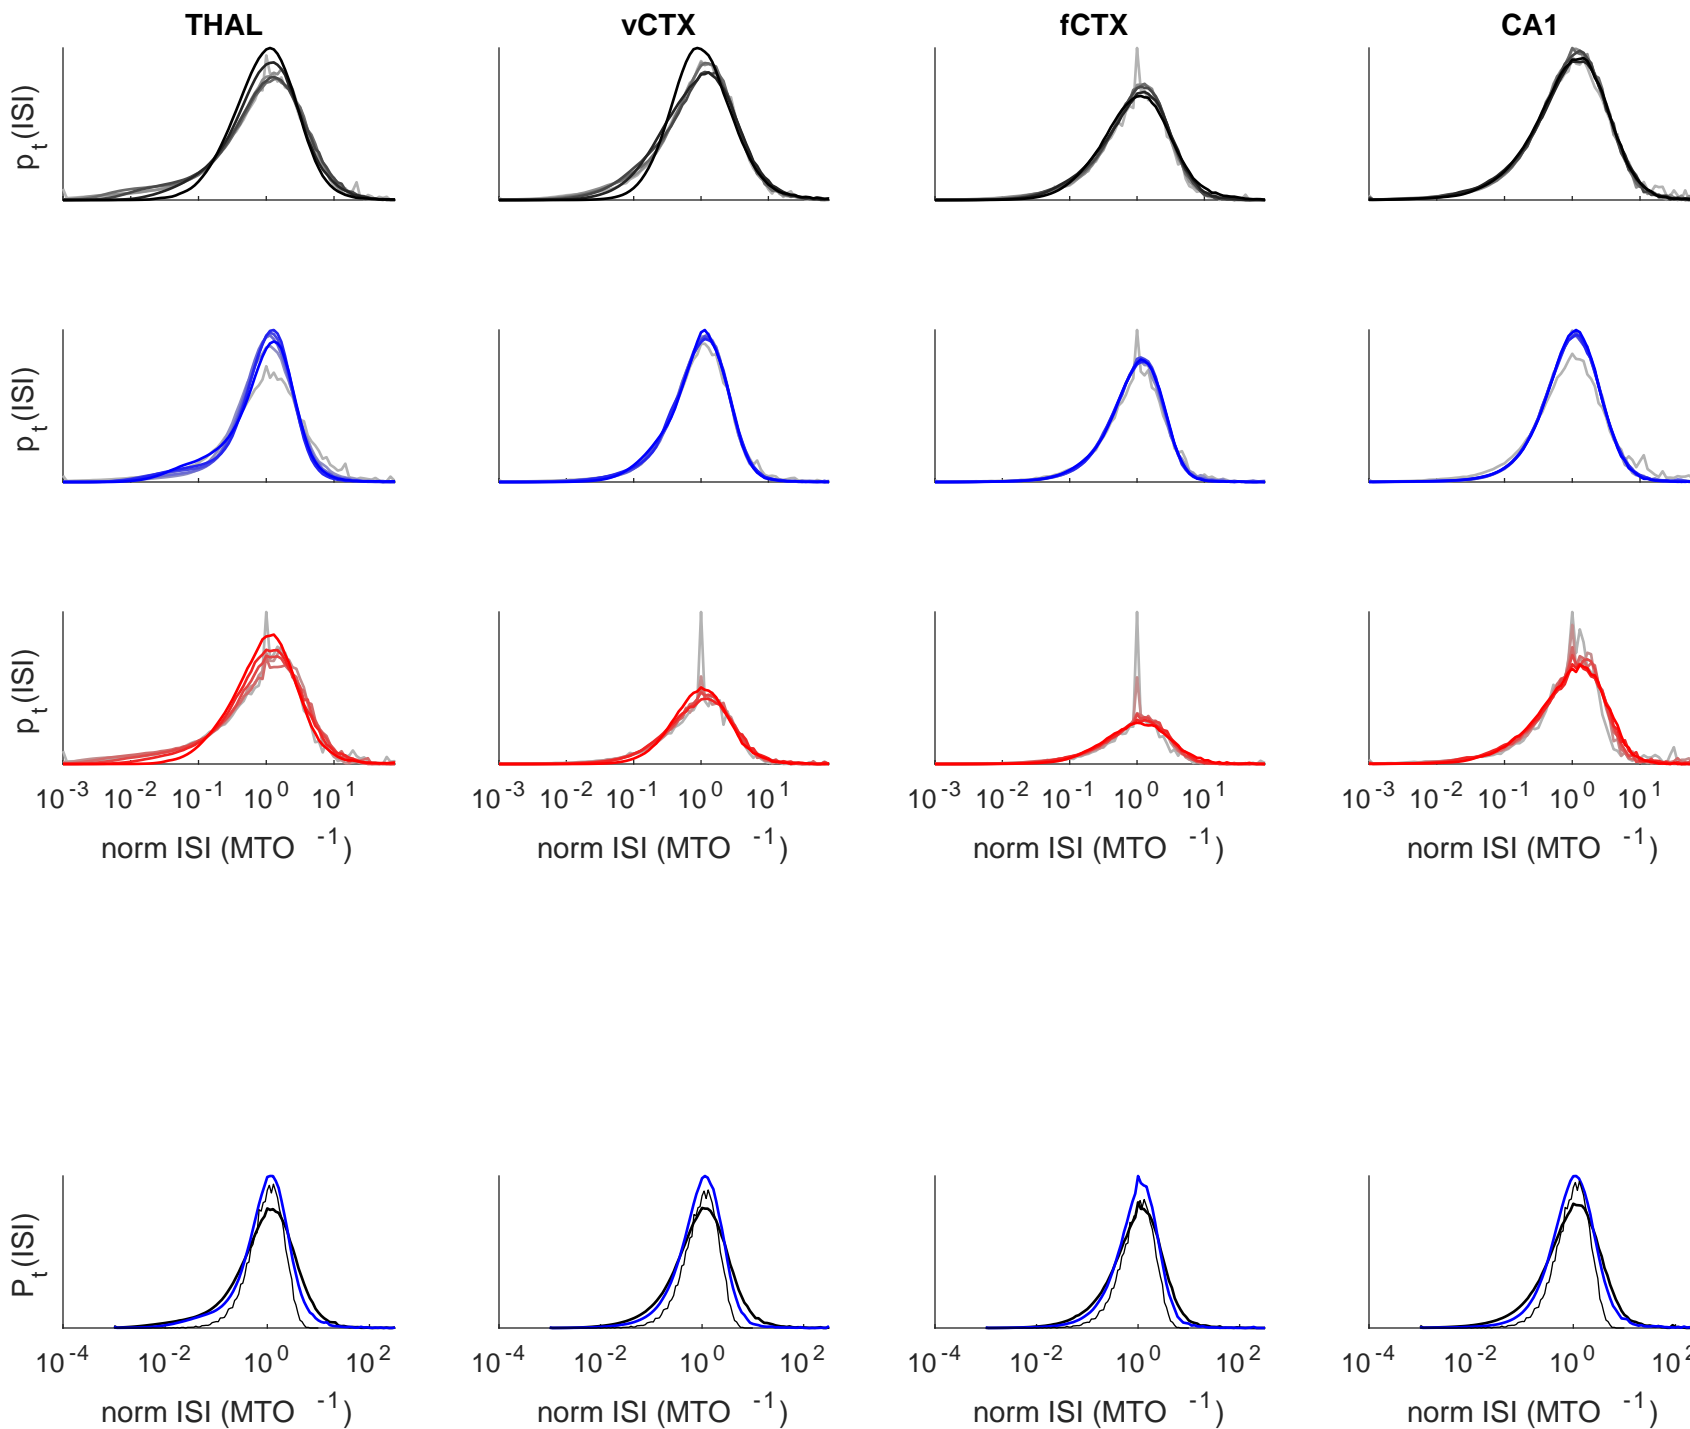 THAL vCTX fCTX CA1
p_t(ISI)
p_t(ISI)
p_t(ISI)
10^-3 10^-2 10^-1 10^0 10^1 10^-3 10^-2 10^-1 10^0 10^1 10^-3 10^-2 10^-1 10^0 10^1 10^-3 10^-2 10^-1 10^0 10^1
norm ISI (MTO ^-1) norm ISI (MTO ^-1) norm ISI (MTO ^-1) norm ISI (MTO ^-1)
P_t(ISI)
10^-4 10^-2 10^0 10^2 10^-4 10^-2 10^0 10^2 10^-4 10^-2 10^0 10^2 10^-4 10^-2 10^0 10^2
norm ISI (MTO ^-1) norm ISI (MTO ^-1) norm ISI (MTO ^-1) norm ISI (MTO ^-1)